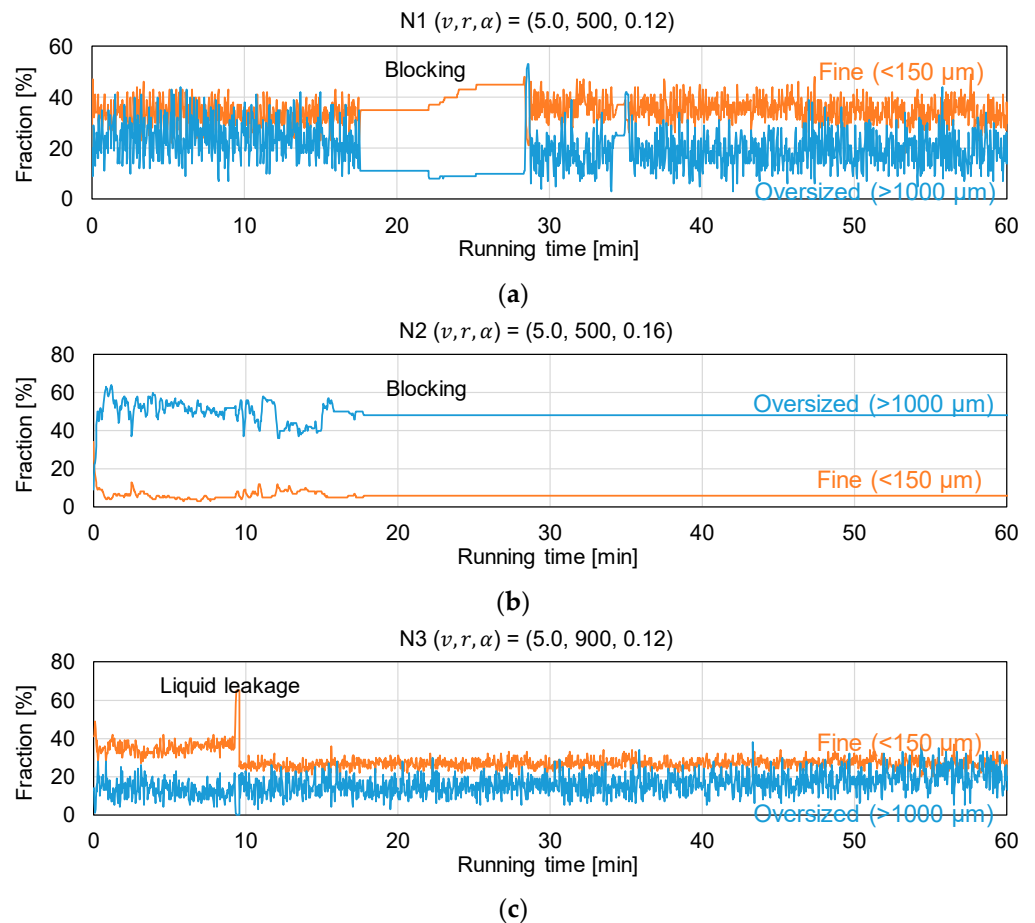 N1 (𝑣, 𝑟, 𝛼) = (5.0, 500, 0.12)
60
40
20
0
Fraction [%]
Blocking
Fine (<150 µm)
Oversized (>1000 µm)
0 10 20 30 40 50 60
Running time [min]
(a)
N2 (𝑣, 𝑟, 𝛼) = (5.0, 500, 0.16)
80
60
40
20
0
Fraction [%]
Blocking
Oversized (>1000 µm)
Fine (<150 µm)
0 10 20 30 40 50 60
Running time [min]
(b)
N3 (𝑣, 𝑟, 𝛼) = (5.0, 900, 0.12)
80
60
40
20
0
Fraction [%]
Liquid leakage
Fine (<150 µm)
Oversized (>1000 µm)
0 10 20 30 40 50 60
Running time [min]
(c)